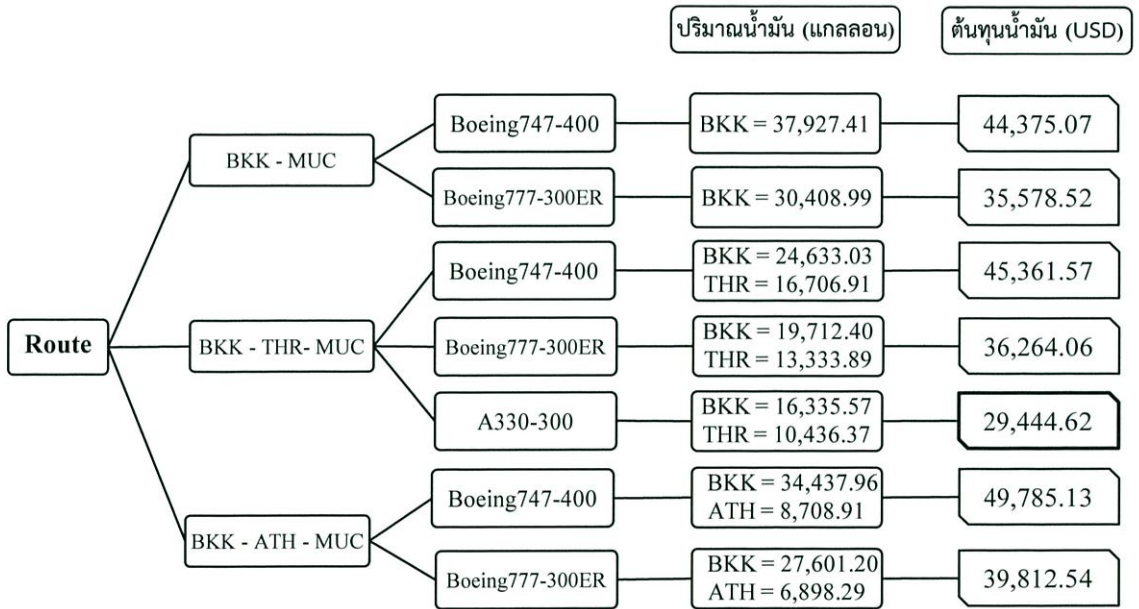 ปริมาณน้ำมัน (แกลลอน)
ต้นทุนน้ำมัน (USD)
Route
BKK - MUC
Boeing747-400
BKK = 37,927.41
44,375.07
Boeing777-300ER
BKK = 30,408.99
35,578.52
BKK - THR- MUC
Boeing747-400
BKK = 24,633.03
THR = 16,706.91
45,361.57
Boeing777-300ER
BKK = 19,712.40
THR = 13,333.89
36,264.06
A330-300
BKK = 16,335.57
THR = 10,436.37
29,444.62
BKK - ATH - MUC
Boeing747-400
BKK = 34,437.96
ATH = 8,708.91
49,785.13
Boeing777-300ER
BKK = 27,601.20
ATH = 6,898.29
39,812.54